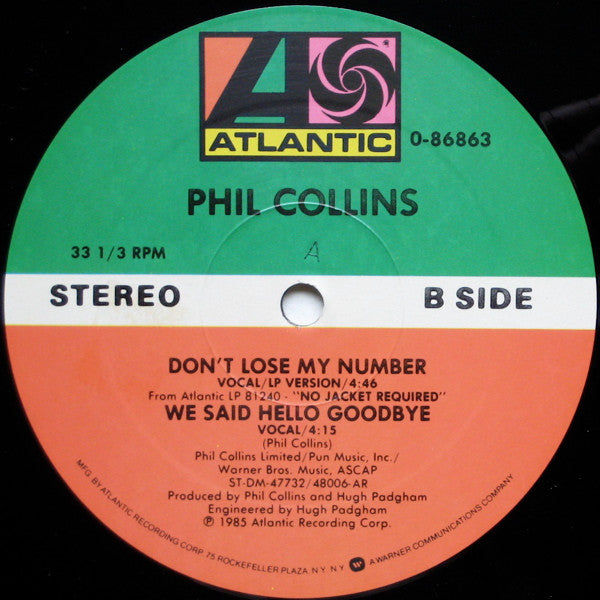 ATLANTIC
0-86863
PHIL COLLINS
33 1/3 RPM
A
STEREO
B SIDE
DON'T LOSE MY NUMBER
VOCAL/LP VERSION/4:46
From Atlantic LP 81240 - "NO JACKET REQUIRED"
WE SAID HELLO GOODBYE
VOCAL/4:15
(Phil Collins)
Phil Collins Limited/Pun Music, Inc./
Warner Bros. Music, ASCAP
ST-DM-47732/48006-AR
Produced by Phil Collins and Hugh Padgham
Engineered by Hugh Padgham
℗ 1985 Atlantic Recording Corp.
MFG. BY ATLANTIC RECORDING CORP. 75 ROCKEFELLER PLAZA, N.Y. N.Y. A WARNER COMMUNICATIONS COMPANY